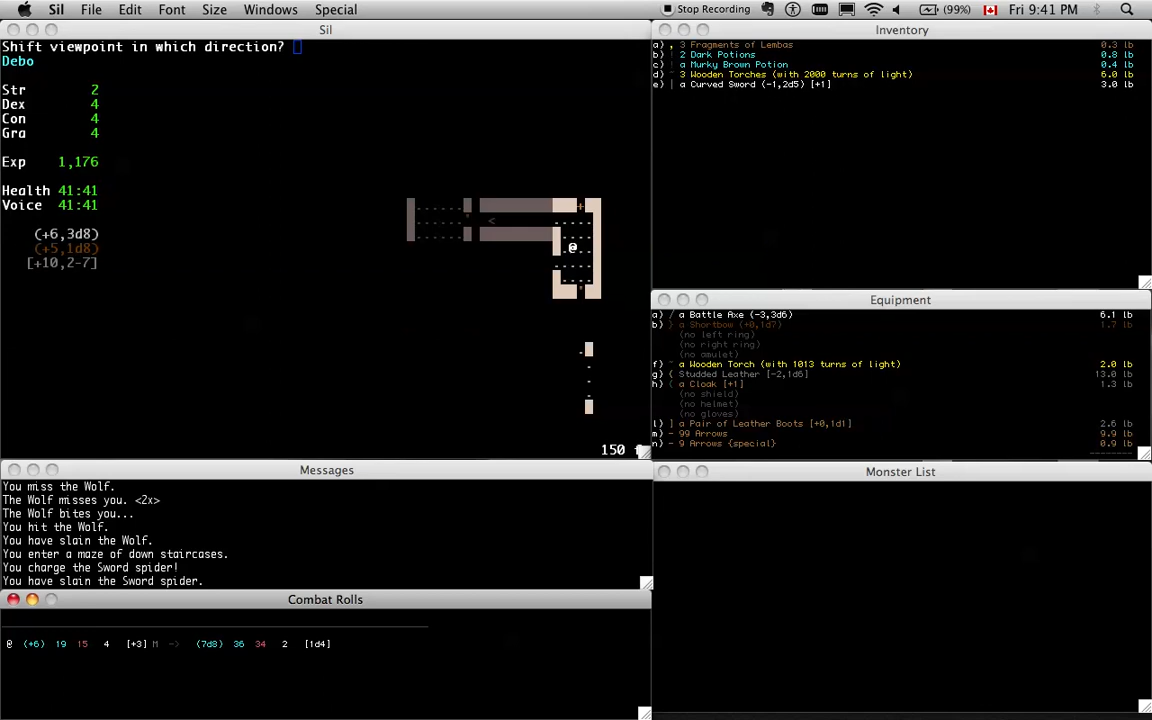 Sil File Edit Font Size Windows Special Stop Recording (99%) Fri 9:41 PM
Sil
Shift viewpoint in which direction?
Debo
Str 2
Dex 4
Con 4
Gra 4
Exp 1,176
Health 41:41
Voice 41:41
(+6,3d8)
(+5,1d8)
[+10,2-7]
150 f
Inventory
a) , 3 Fragments of Lembas 0.3 lb
b) ! 2 Dark Potions 0.8 lb
c) ! a Murky Brown Potion 0.4 lb
d) ~ 3 Wooden Torches (with 2000 turns of light) 6.0 lb
e) | a Curved Sword (-1,2d5) [+1] 3.0 lb
Equipment
a) / a Battle Axe (-3,3d6) 6.1 lb
b) } a Shortbow (+0,1d7) 1.7 lb
(no left ring)
(no right ring)
(no amulet)
f) ~ a Wooden Torch (with 1013 turns of light) 2.0 lb
g) ( Studded Leather [-2,1d6] 13.0 lb
h) ( a Cloak [+1] 1.3 lb
(no shield)
(no helmet)
(no gloves)
l) ] a Pair of Leather Boots [+0,1d1] 2.6 lb
m) - 99 Arrows 9.9 lb
n) - 9 Arrows {special} 0.9 lb
Messages
You miss the Wolf.
The Wolf misses you. <2x>
The Wolf bites you...
You hit the Wolf.
You have slain the Wolf.
You enter a maze of down staircases.
You charge the Sword spider!
You have slain the Sword spider.
Monster List
Combat Rolls
@ (+6) 19 15 4 [+3] M -> (7d8) 36 34 2 [1d4]